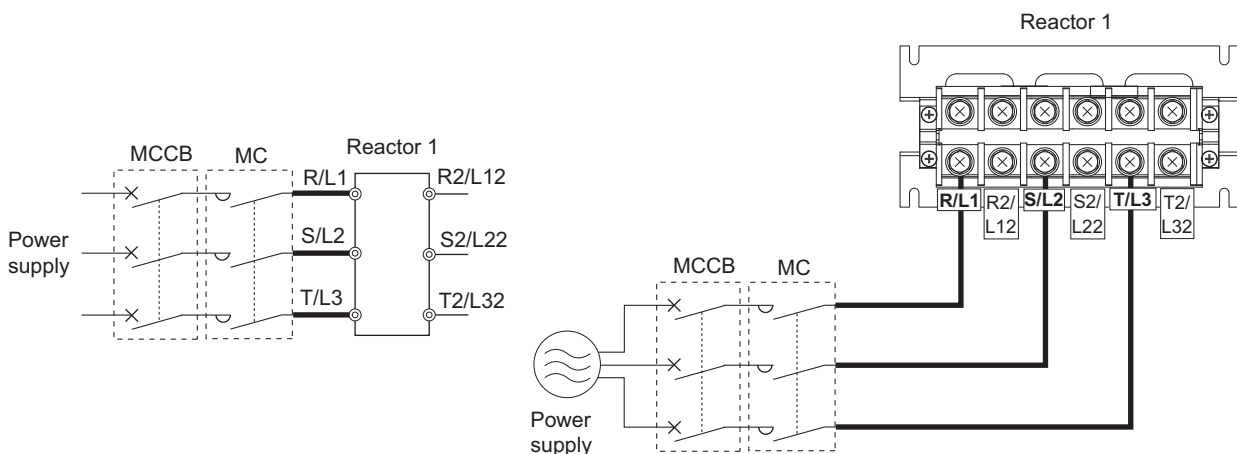 MCCB
MC
Reactor 1
R/L1
R2/L12
S/L2
S2/L22
Power
supply
T/L3
T2/L32
Reactor 1
R/L1
R2/
L12
S/L2
S2/
L22
T/L3
T2/
L32
MCCB
MC
Power
supply